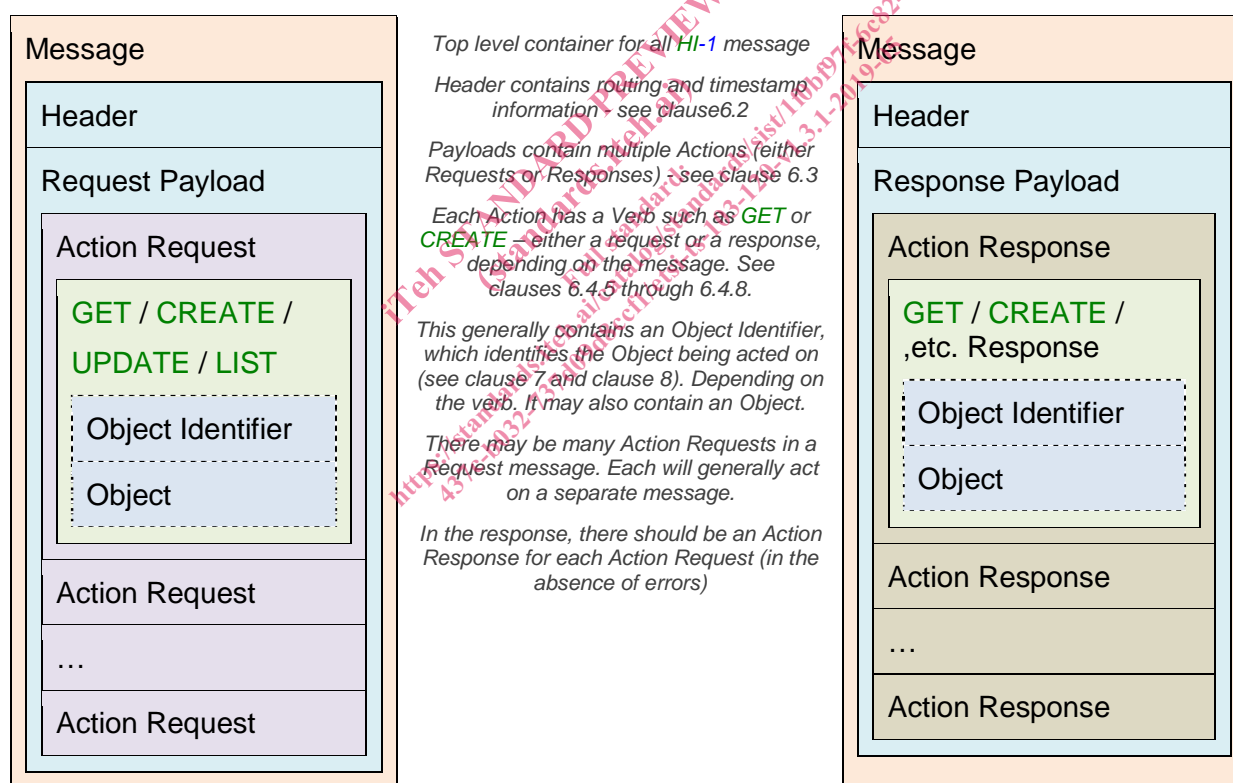 Message
Header
Request Payload
Action Request
GET / CREATE /
UPDATE / LIST
Object Identifier
Object
Action Request
…
Action Request
Top level container for all HI-1 message
Header contains routing and timestamp
information - see clause6.2
Payloads contain multiple Actions (either
Requests or Responses) - see clause 6.3
Each Action has a Verb such as GET or
CREATE – either a request or a response,
depending on the message. See
clauses 6.4.5 through 6.4.8.
This generally contains an Object Identifier,
which identifies the Object being acted on
(see clause 7 and clause 8). Depending on
the verb. It may also contain an Object.
There may be many Action Requests in a
Request message. Each will generally act
on a separate message.
In the response, there should be an Action
Response for each Action Request (in the
absence of errors)
Message
Header
Response Payload
Action Response
GET / CREATE /
,etc. Response
Object Identifier
Object
Action Response
…
Action Response
iTeh STANDARD PREVIEW
(standards.iteh.ai)
Full standard: